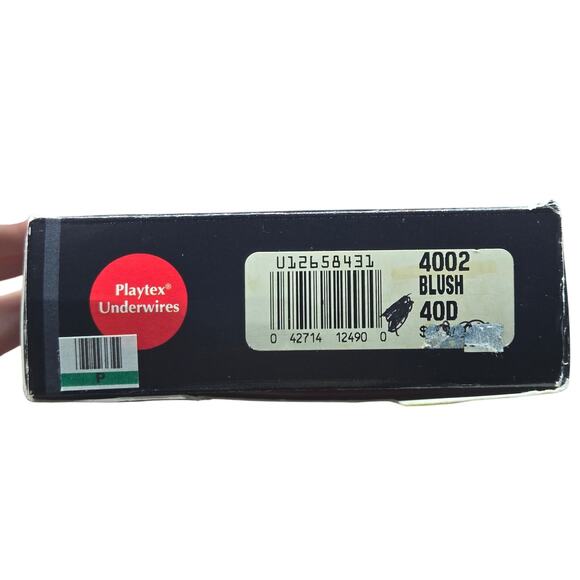 Playtex®
Underwires
P
U12658431
0 42714 12490 0
4002
BLUSH
40D
$